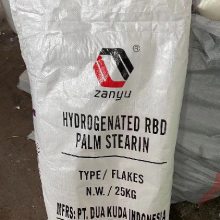 ®
zanyu
HYDROGENATED RBD
PALM STEARIN
TYPE/ FLAKES
N.W./ 25KG
MFRS: PT. DUA KUDA INDONESIA